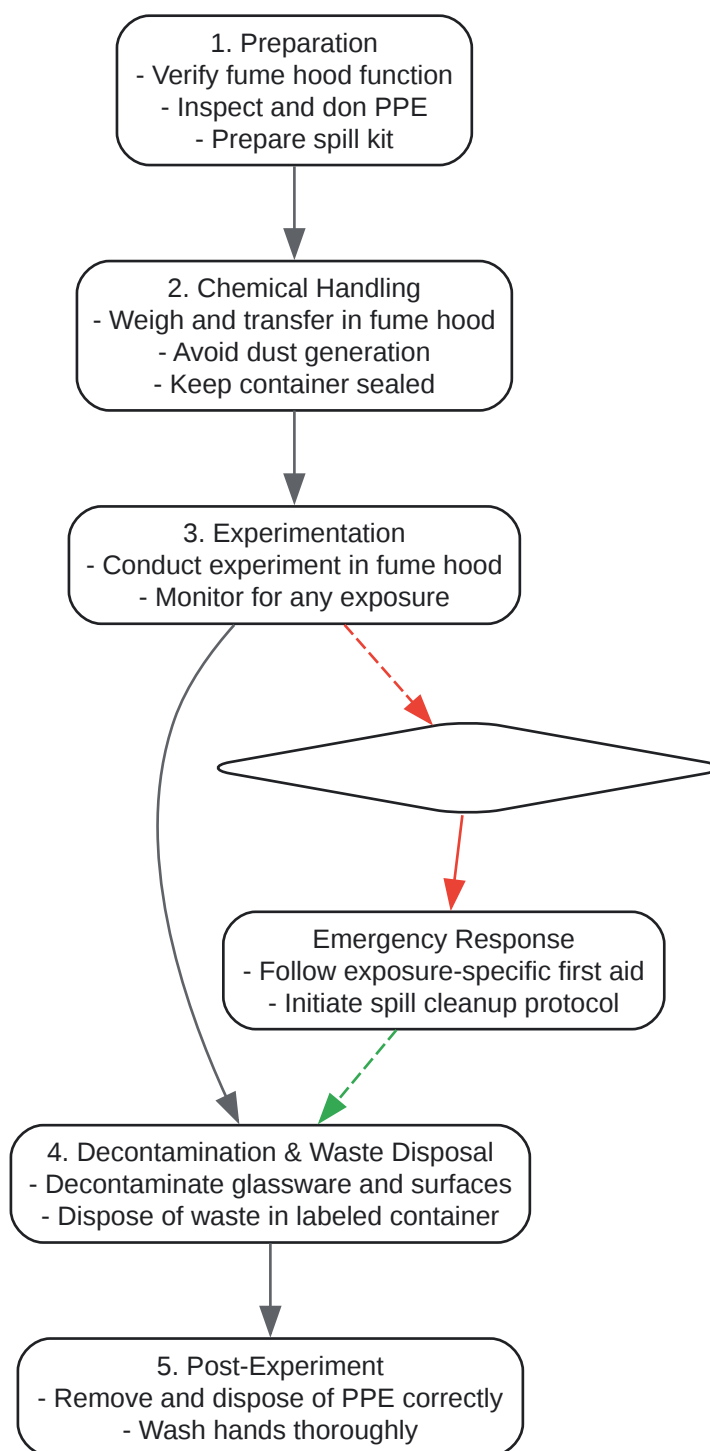 1. Preparation
- Verify fume hood function
- Inspect and don PPE
- Prepare spill kit
2. Chemical Handling
- Weigh and transfer in fume hood
- Avoid dust generation
- Keep container sealed
3. Experimentation
- Conduct experiment in fume hood
- Monitor for any exposure
Emergency Response
- Follow exposure-specific first aid
- Initiate spill cleanup protocol
4. Decontamination & Waste Disposal
- Decontaminate glassware and surfaces
- Dispose of waste in labeled container
5. Post-Experiment
- Remove and dispose of PPE correctly
- Wash hands thoroughly